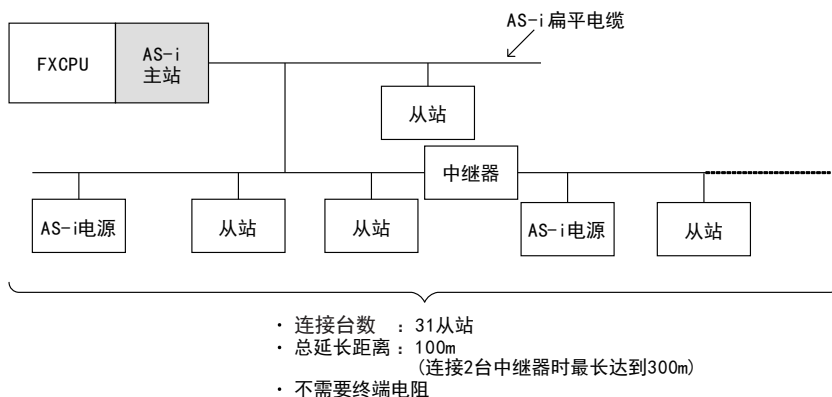 AS-i扁平电缆
FXCPU
AS-i
主站
从站
中继器
AS-i电源
从站
从站
AS-i电源
从站
・ 连接台数 ：31从站
・ 总延长距离：100m
(连接2台中继器时最长达到300m)
・ 不需要终端电阻